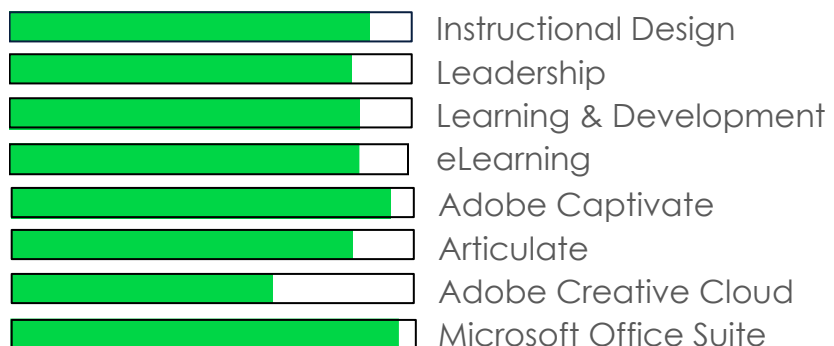 Instructional Design
Leadership
Learning & Development
eLearning
Adobe Captivate
Articulate
Adobe Creative Cloud
Microsoft Office Suite